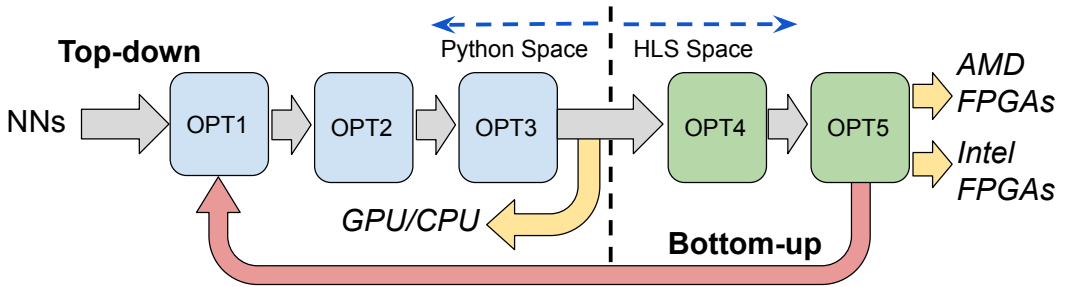 Top-down
Python Space
HLS Space
NNs
OPT1
OPT2
OPT3
OPT4
OPT5
AMD
FPGAs
Intel
FPGAs
GPU/CPU
Bottom-up